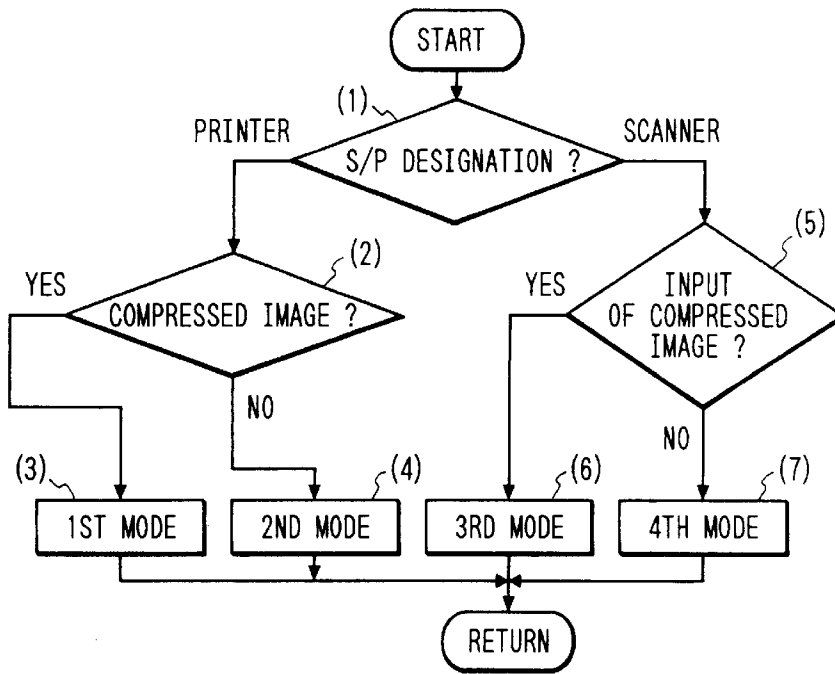 START
(1)
PRINTER
SCANNER
S/P DESIGNATION ?
(2)
(5)
YES
COMPRESSED IMAGE ?
YES
INPUT
OF COMPRESSED
IMAGE ?
NO
NO
(3)
(4)
(6)
(7)
1ST MODE
2ND MODE
3RD MODE
4TH MODE
RETURN